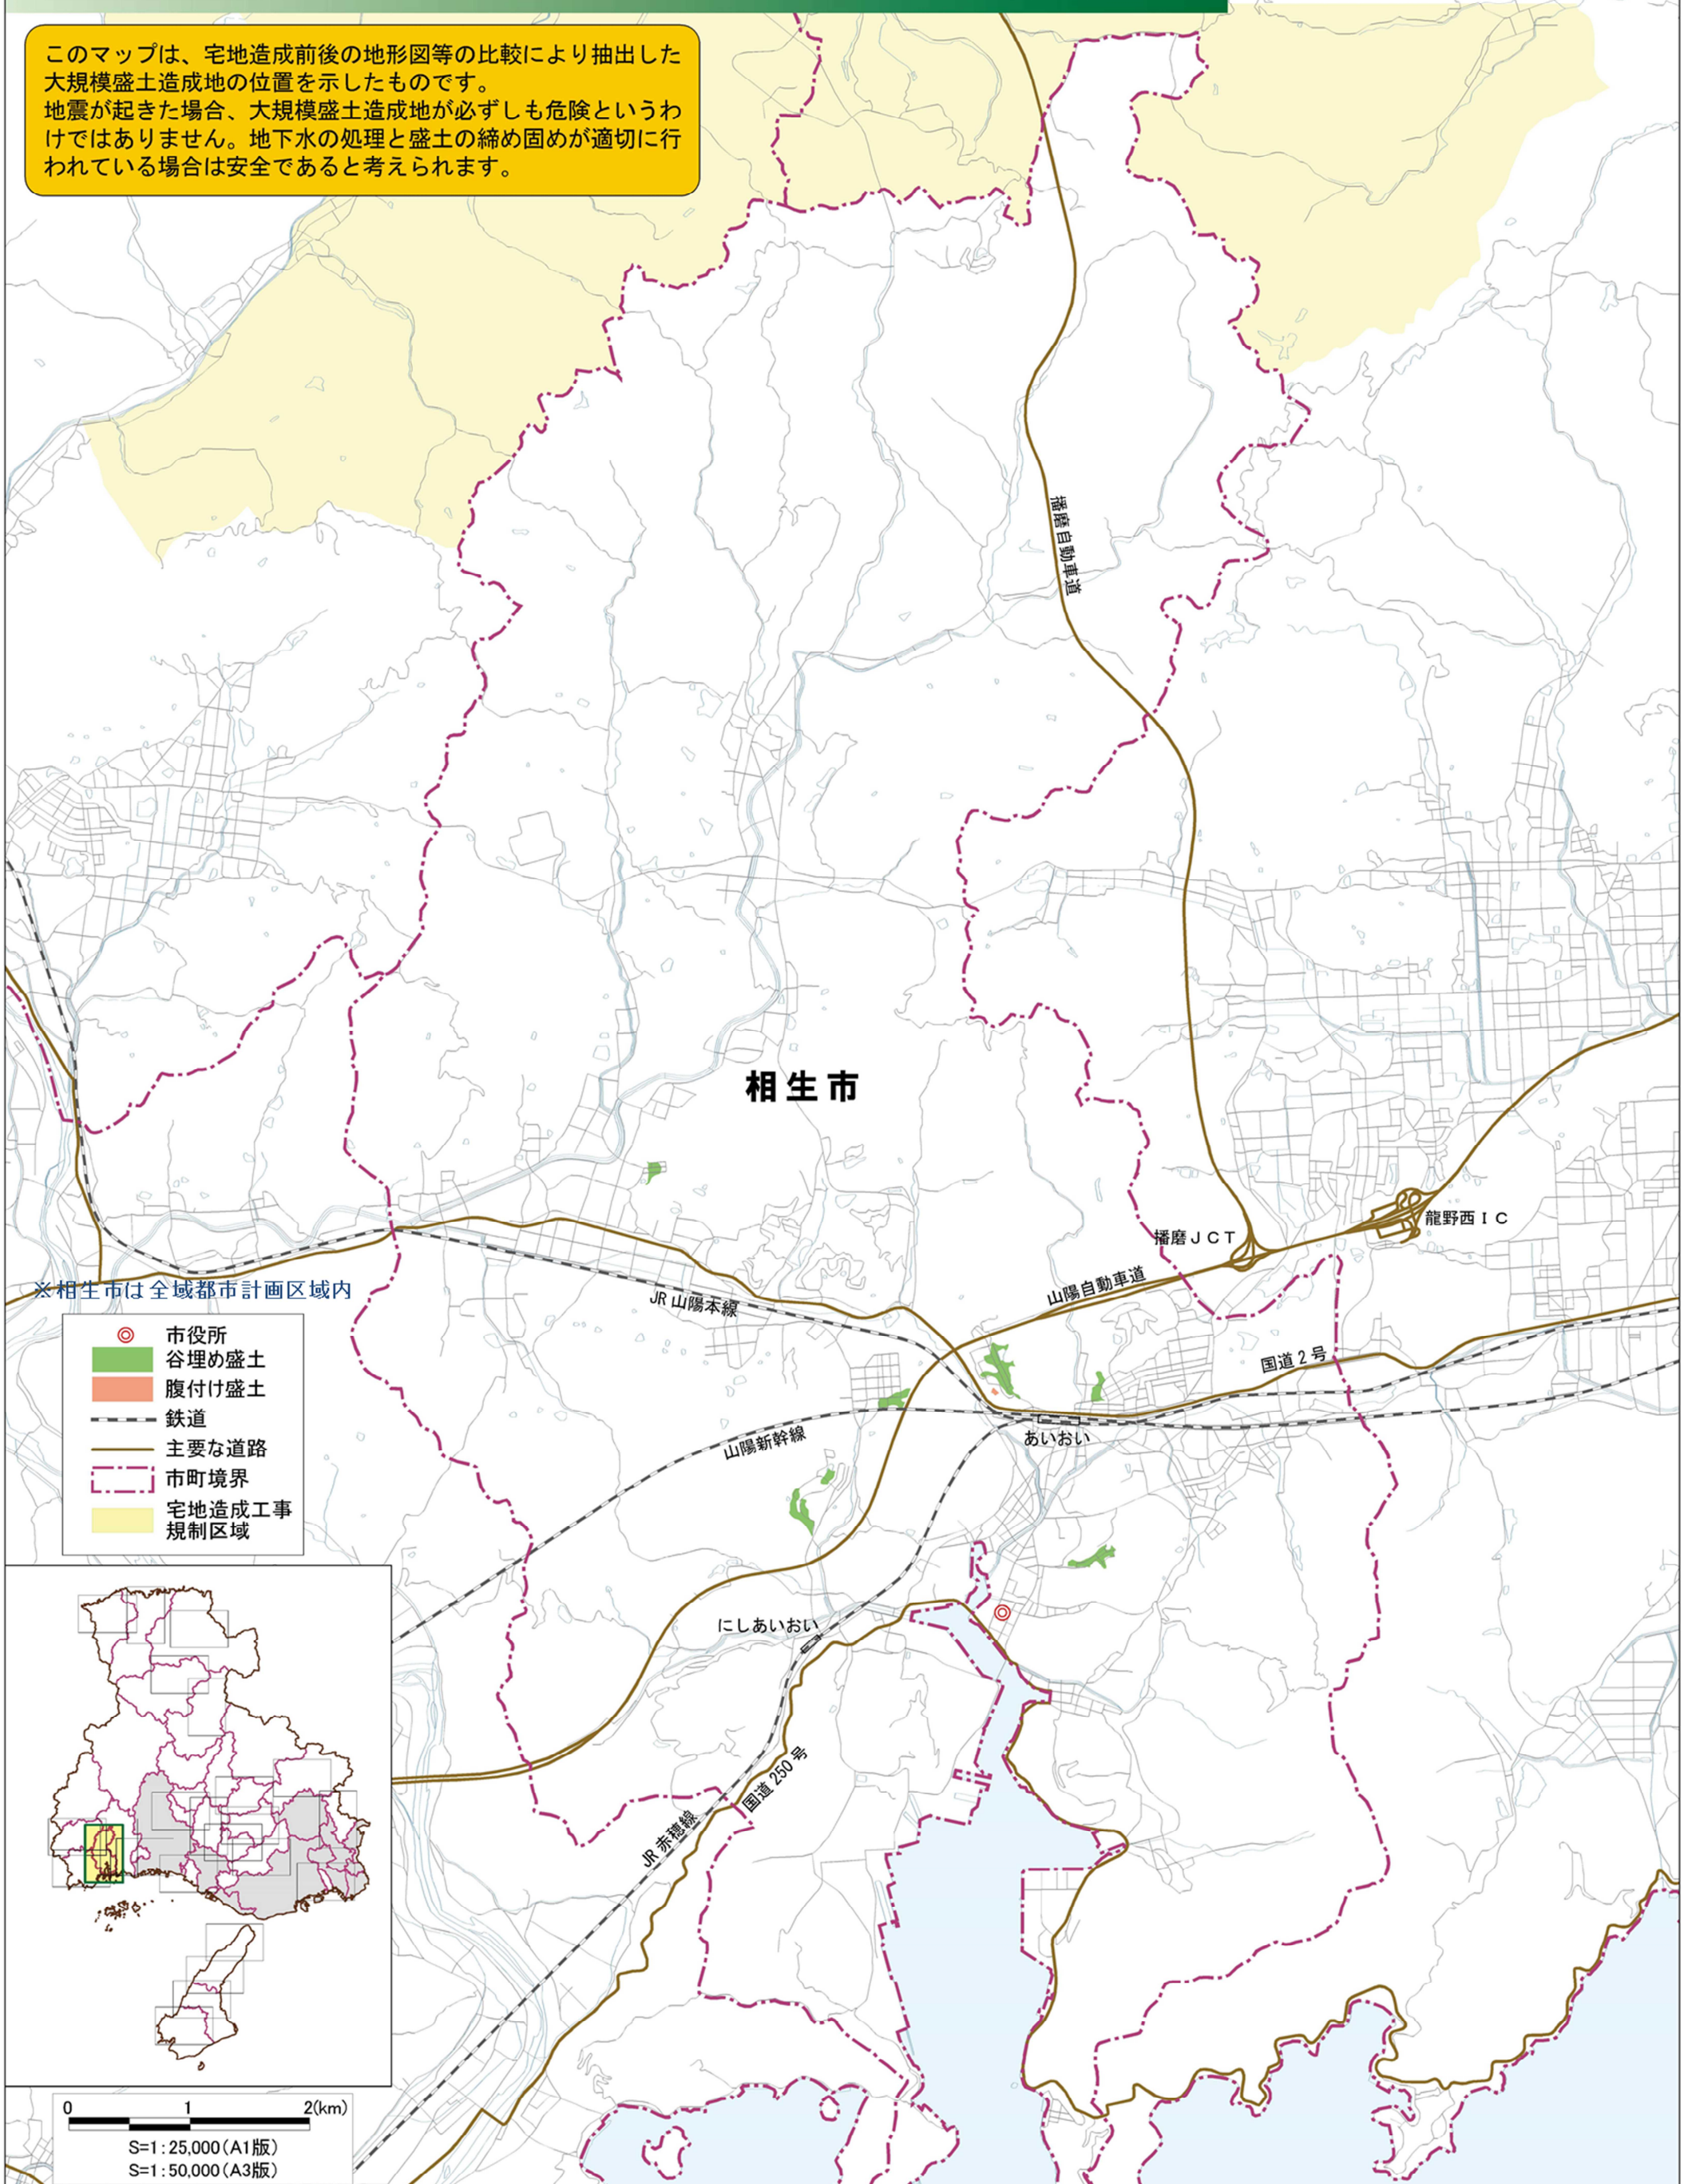 このマップは、宅地造成前後の地形図等の比較により抽出した
大規模盛土造成地の位置を示したものです。
地震が起きた場合、大規模盛土造成地が必ずしも危険というわ
けではありません。地下水の処理と盛土の締め固めが適切に行
われている場合は安全であると考えられます。
播磨自動車道
相生市
龍野西ＩＣ
播磨ＪＣＴ
山陽自動車道
※相生市は全域都市計画区域内
JR 山陽本線
国道２号
市役所
谷埋め盛土
腹付け盛土
鉄道
主要な道路
市町境界
宅地造成工事
規制区域
あいおい
山陽新幹線
にしあいおい
国道 250 号
JR 赤穂線
0 1 2(km)
S=1：25,000（A1版）
S=1：50,000（A3版）